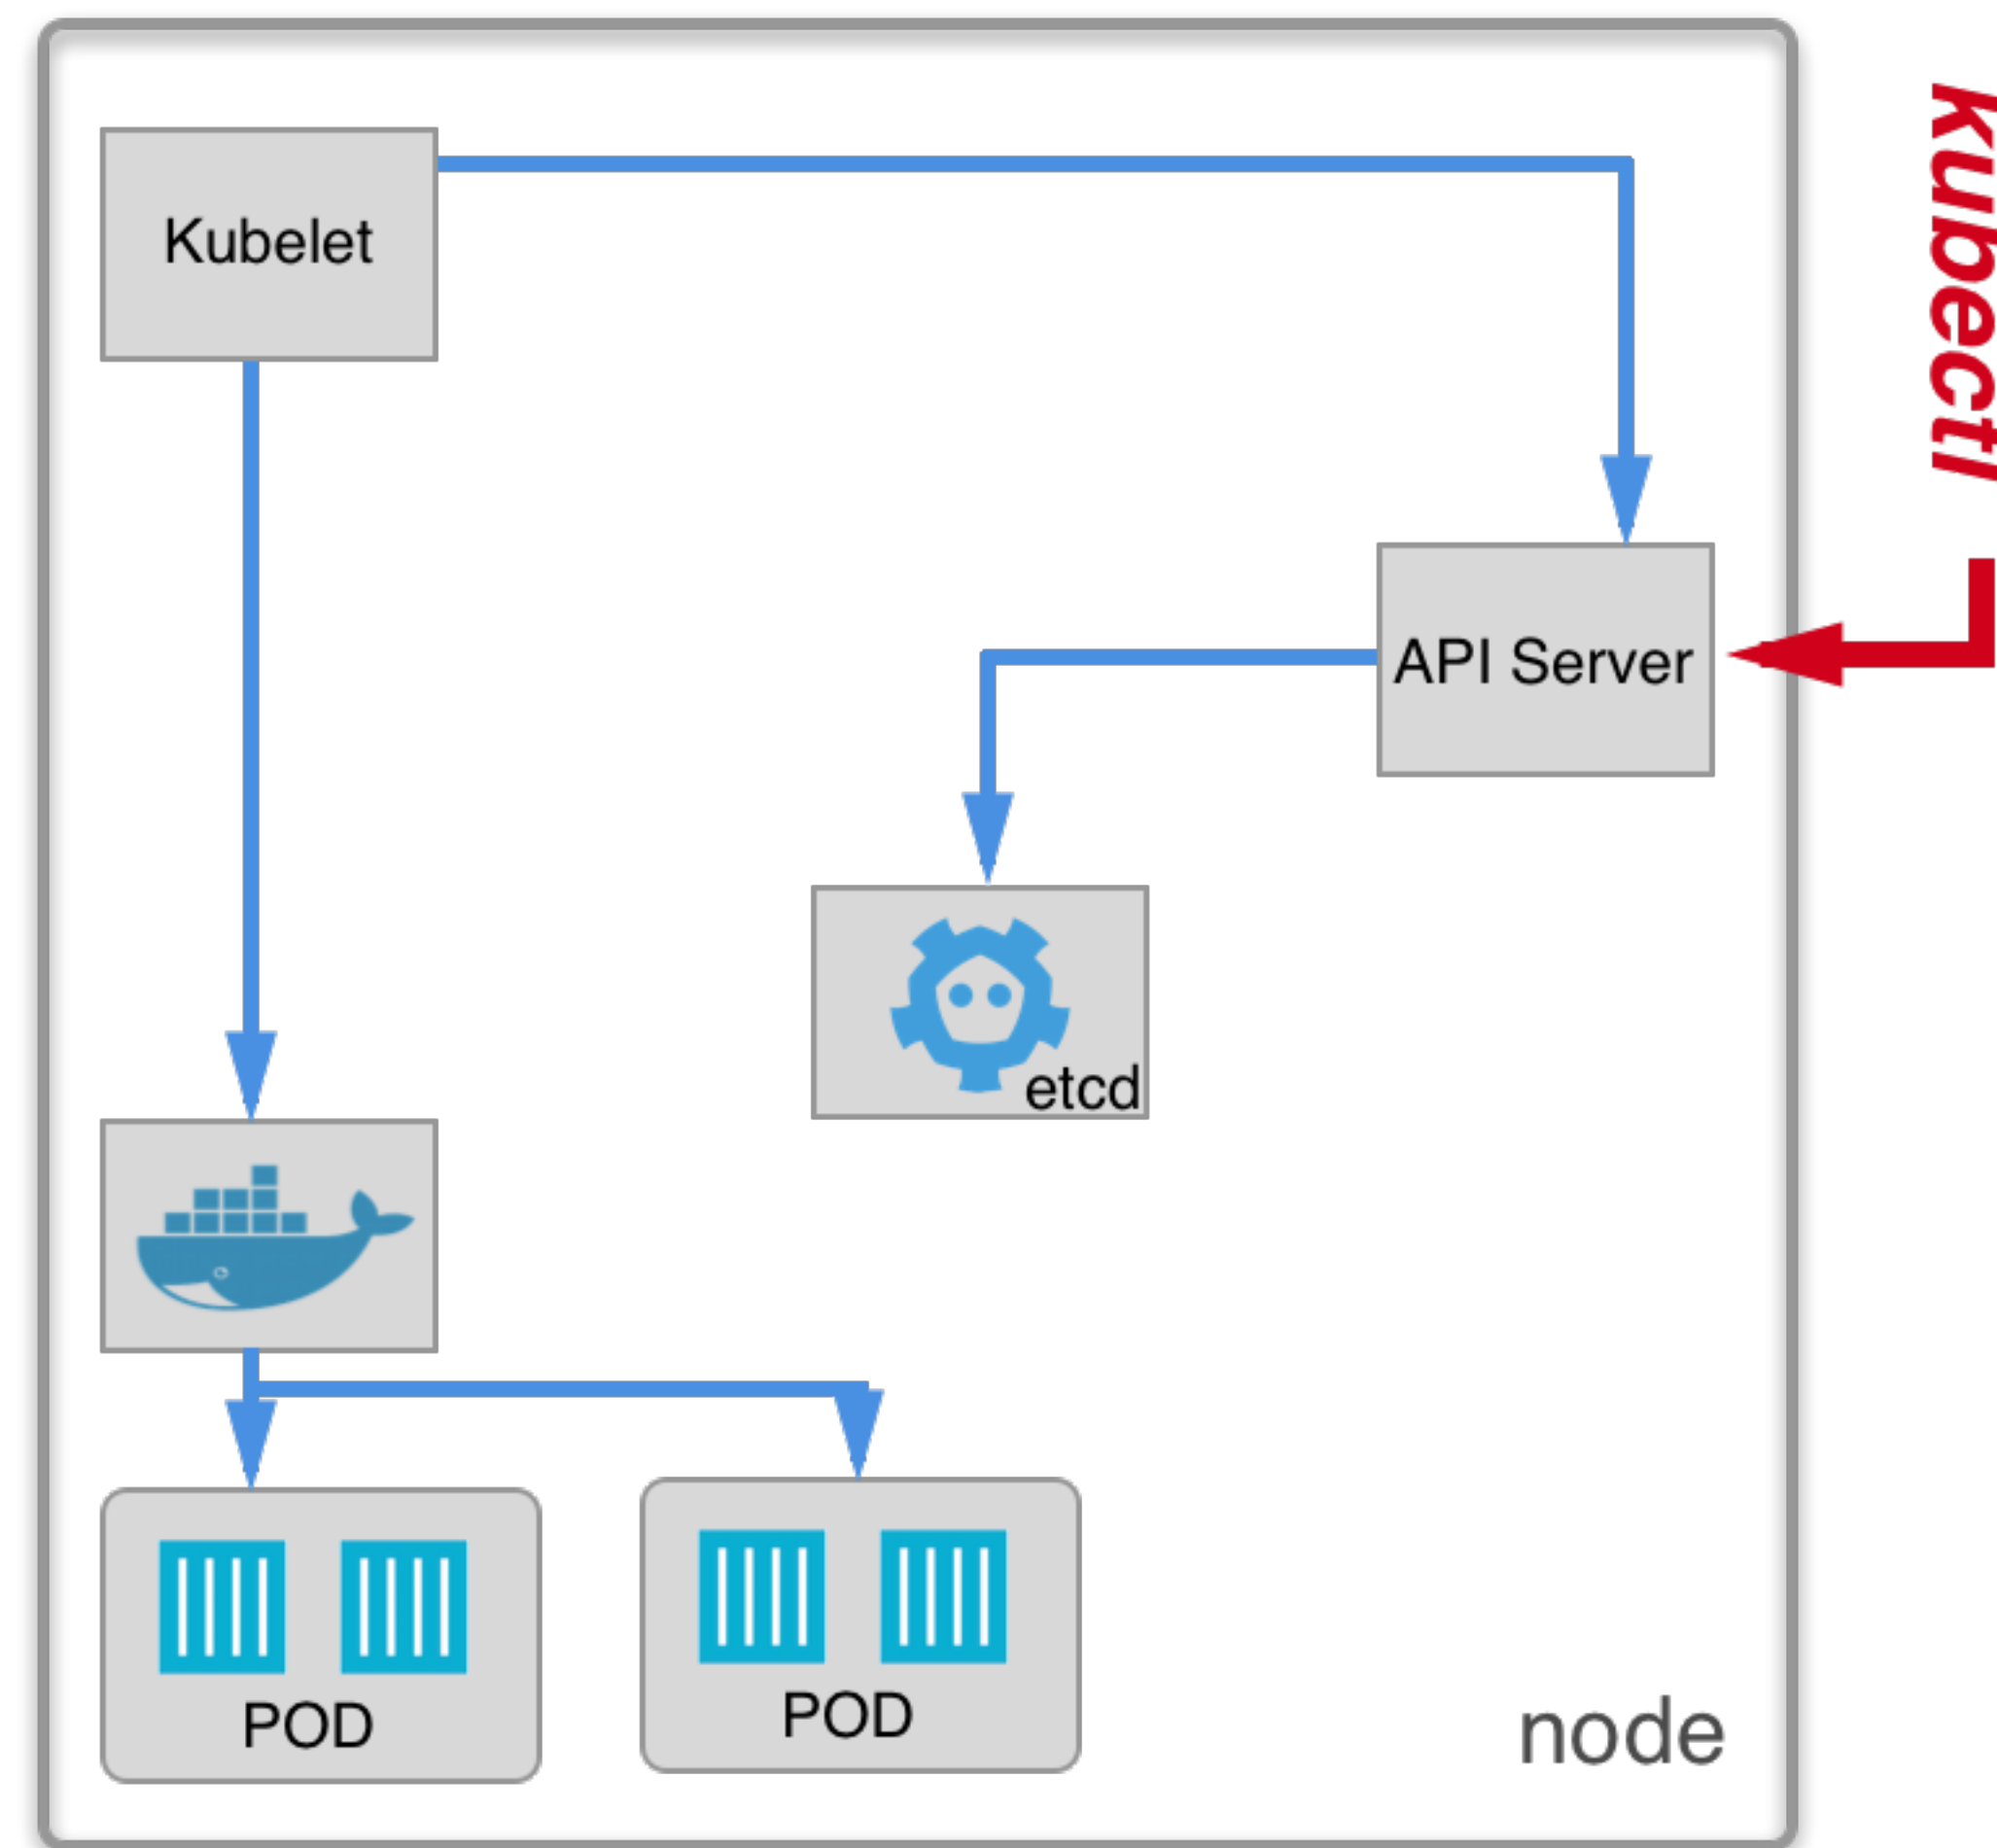 Kubelet
kubectl
API Server
etcd
POD
POD
node